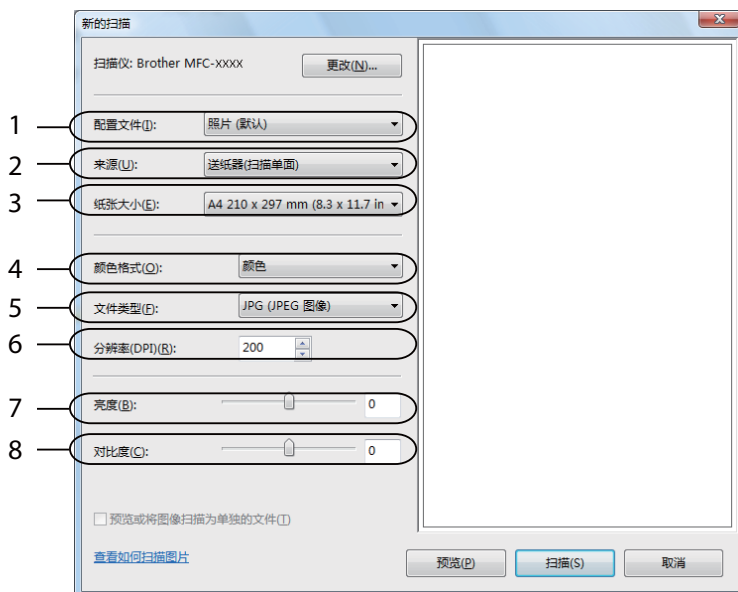 新的扫描
扫描仪: Brother MFC-xxxx
更改(N)...
1 配置文件(I): 照片 (默认)
2 来源(U): 送纸器(扫描单面)
3 纸张大小(E): A4 210 x 297 mm (8.3 x 11.7 in
4 颜色格式(O): 颜色
5 文件类型(F): JPG (JPEG 图像)
6 分辨率(DPI)(R): 200
7 亮度(B): 0
8 对比度(C): 0
预览或将图像扫描为单独的文件(T)
查看如何扫描图片
预览(P) 扫描(S) 取消